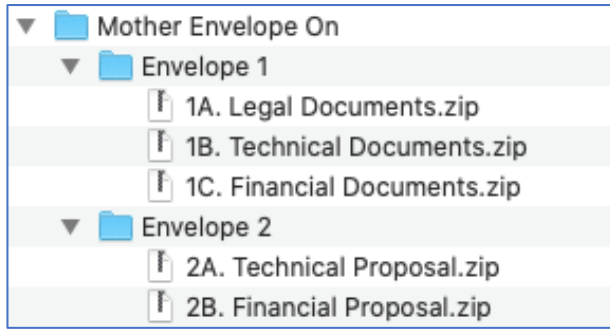 Mother Envelope On
Envelope 1
1A. Legal Documents.zip
1B. Technical Documents.zip
1C. Financial Documents.zip
Envelope 2
2A. Technical Proposal.zip
2B. Financial Proposal.zip